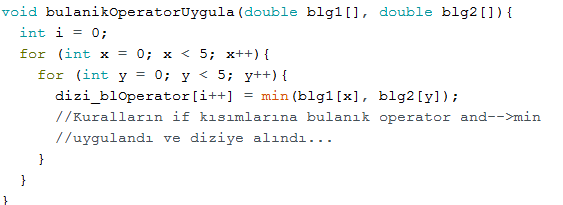 void bulanikOperatorUygula(double blg1[], double blg2[]){
int i = 0;
for (int x = 0; x < 5; x++){
for (int y = 0; y < 5; y++){
dizi_blOperator[i++] = min(blg1[x], blg2[y]);
//Kuralların if kısımlarına bulanık operator and-->min
//uygulandı ve diziye alındı...
}
}
}